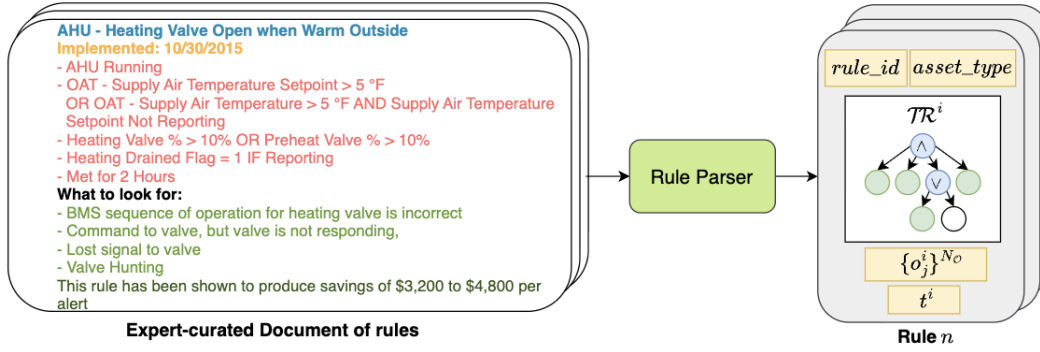 AHU - Heating Valve Open when Warm Outside
Implemented: 10/30/2015
- AHU Running
- OAT - Supply Air Temperature Setpoint > 5 °F
OR OAT - Supply Air Temperature > 5 °F AND Supply Air Temperature
Setpoint Not Reporting
- Heating Valve % > 10% OR Preheat Valve % > 10%
- Heating Drained Flag = 1 IF Reporting
- Met for 2 Hours
What to look for:
- BMS sequence of operation for heating valve is incorrect
- Command to valve, but valve is not responding,
- Lost signal to valve
- Valve Hunting
This rule has been shown to produce savings of $3,200 to $4,800 per
alert
Expert-curated Document of rules
Rule Parser
rule_id asset_type
𝒯ℛ^i
∧
∨
{o_j^i}^{N_𝒪}
t^i
Rule n